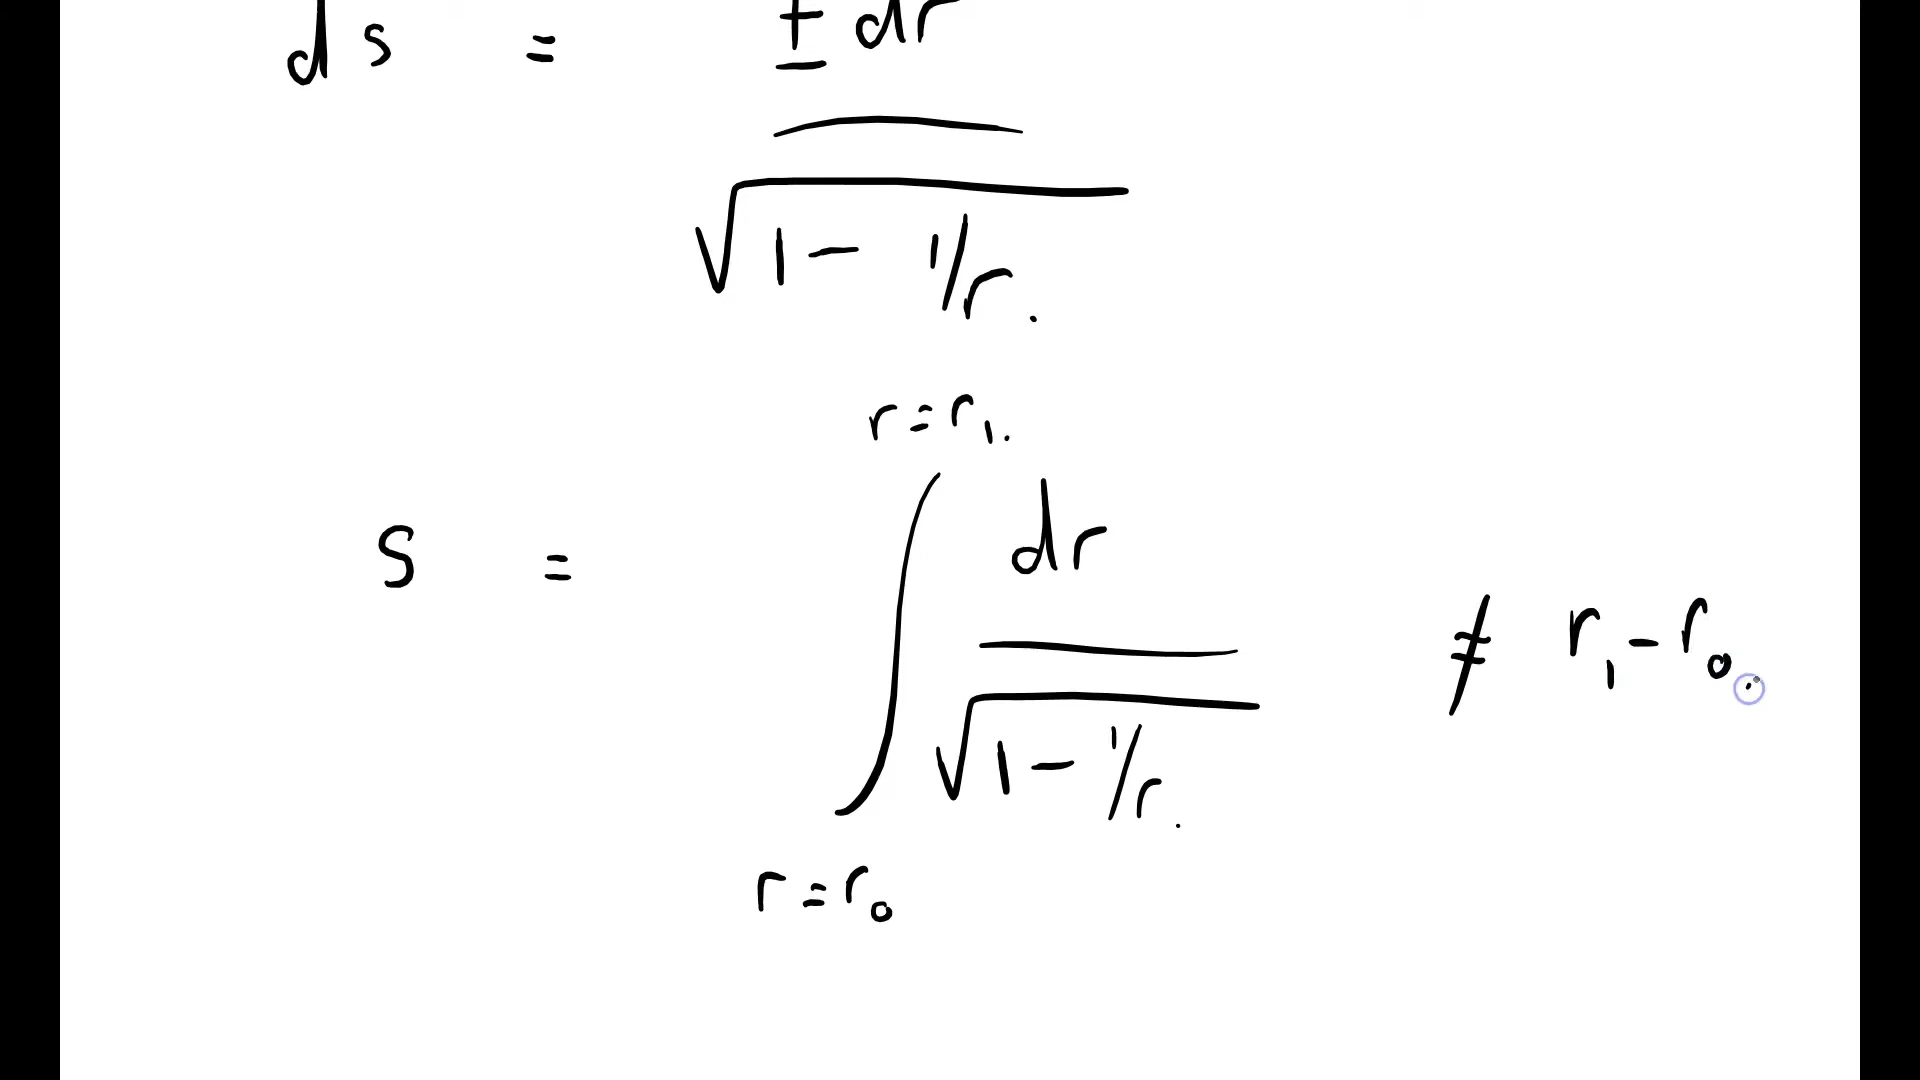 ds = ± dr
√1 - 1/r.
r = r₁.
s = ∫ dr ≠ r₁ - r₀.
√1 - 1/r.
r = r₀